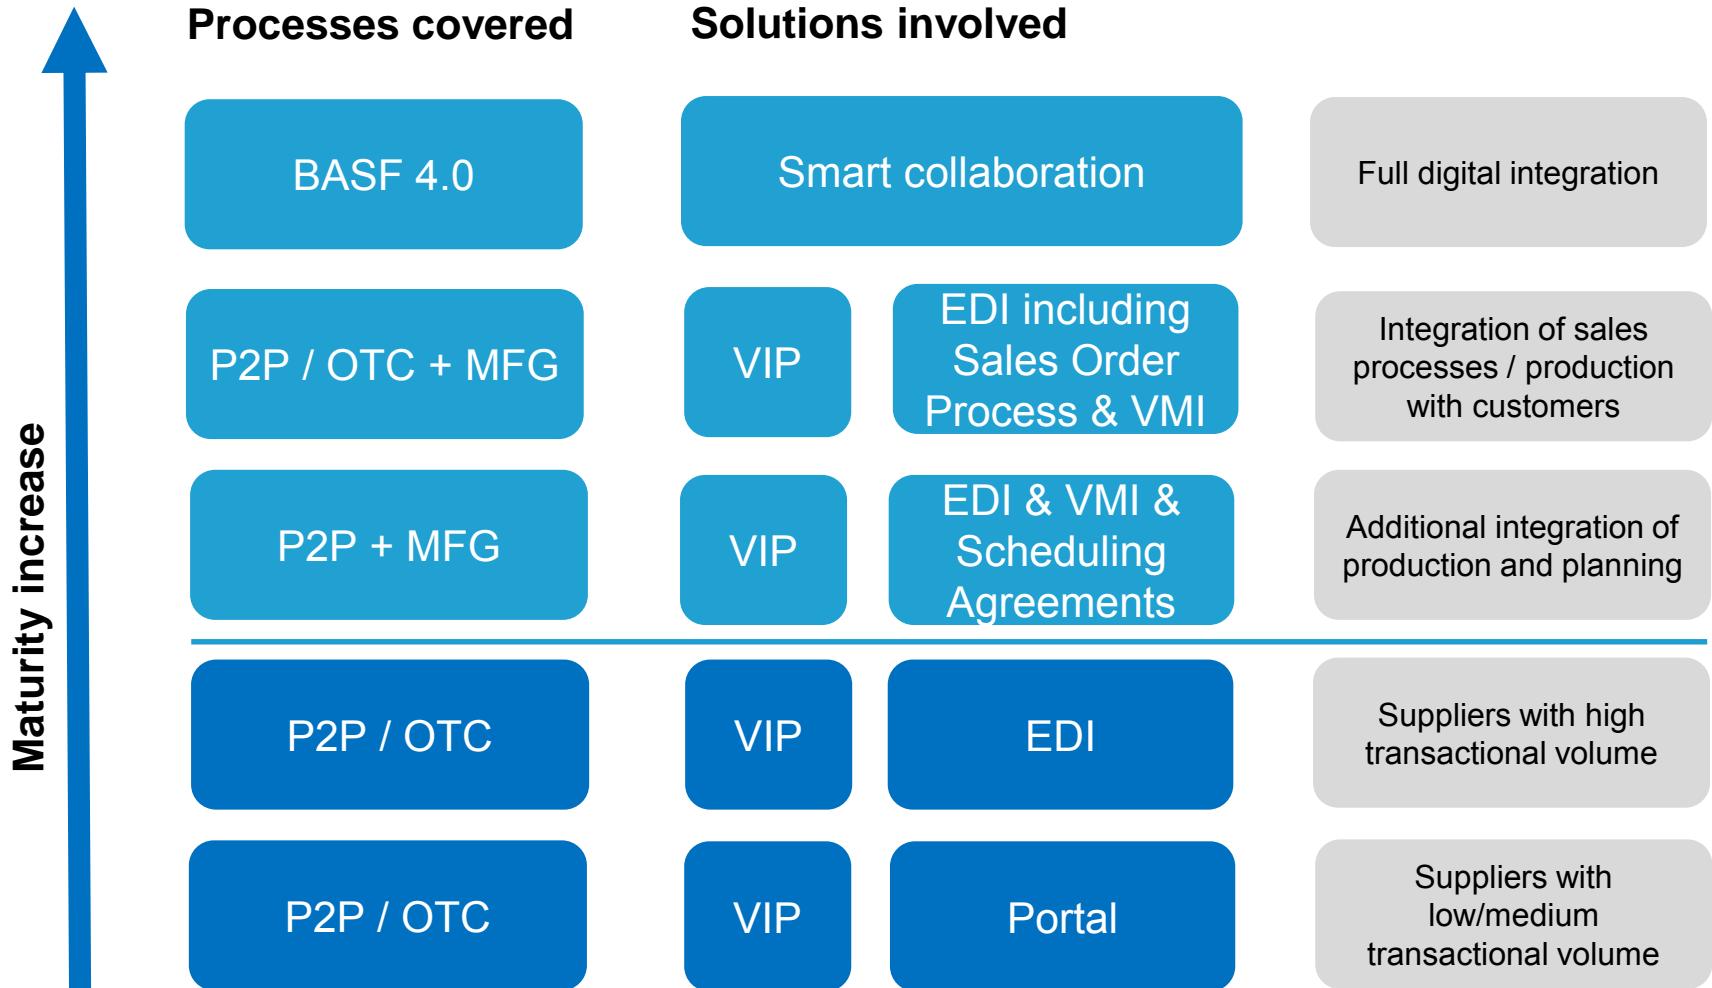 Processes covered
Solutions involved
Maturity increase
BASF 4.0
Smart collaboration
Full digital integration
P2P / OTC + MFG
VIP
EDI including
Sales Order
Process & VMI
Integration of sales
processes / production
with customers
P2P + MFG
VIP
EDI & VMI &
Scheduling
Agreements
Additional integration of
production and planning
P2P / OTC
VIP
EDI
Suppliers with high
transactional volume
P2P / OTC
VIP
Portal
Suppliers with
low/medium
transactional volume